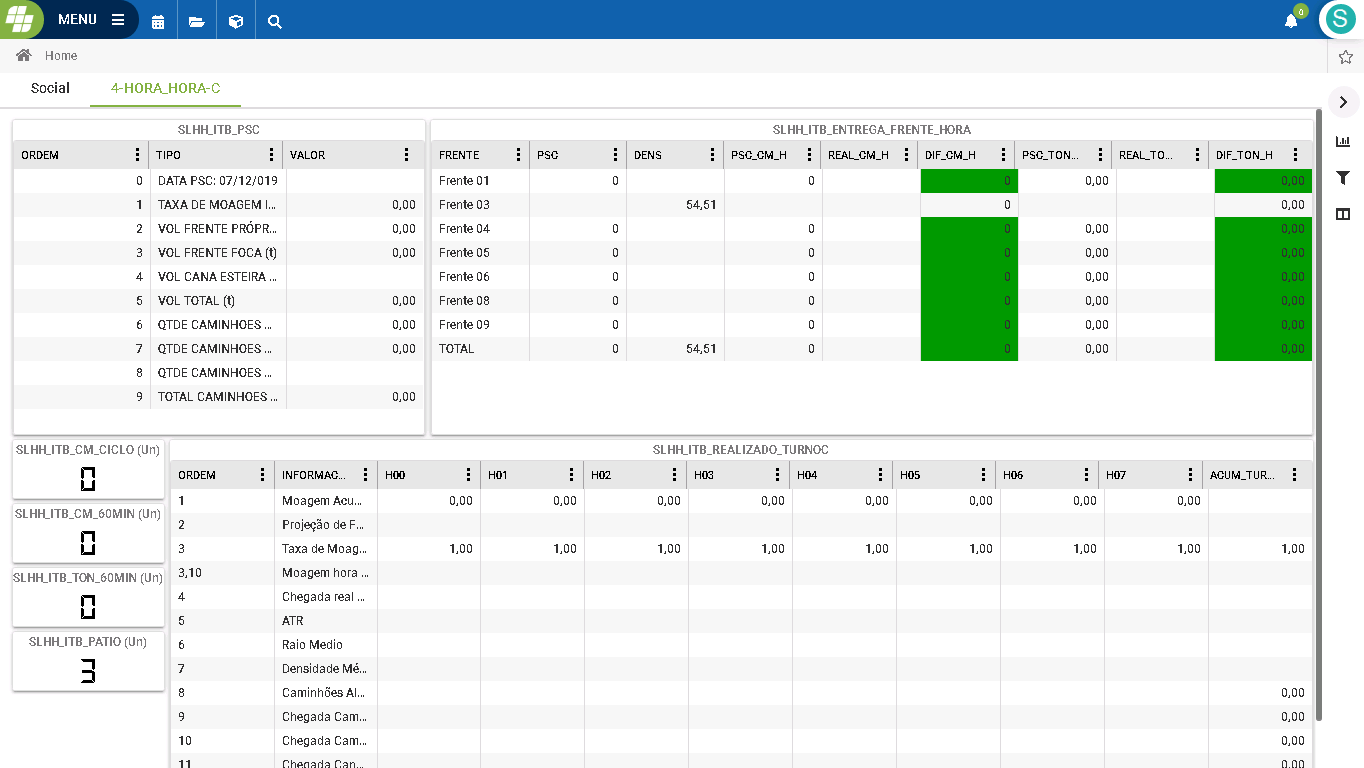 MENU
0
S
Home
Social 4-HORA_HORA-C
SLHH_ITB_PSC
ORDEM TIPO VALOR
0 DATA PSC: 07/12/019
1 TAXA DE MOAGEM I... 0,00
2 VOL FRENTE PRÓPR... 0,00
3 VOL FRENTE FOCA (t) 0,00
4 VOL CANA ESTEIRA ...
5 VOL TOTAL (t) 0,00
6 QTDE CAMINHOES ... 0,00
7 QTDE CAMINHOES ... 0,00
8 QTDE CAMINHOES ...
9 TOTAL CAMINHOES ... 0,00
SLHH_ITB_ENTREGA_FRENTE_HORA
FRENTE PSC DENS PSC_CM_H REAL_CM_H DIF_CM_H PSC_TON... REAL_TO... DIF_TON_H
Frente 01 0 0 0 0,00 0,00
Frente 03 54,51 0 0,00
Frente 04 0 0 0 0,00 0,00
Frente 05 0 0 0 0,00 0,00
Frente 06 0 0 0 0,00 0,00
Frente 08 0 0 0 0,00 0,00
Frente 09 0 0 0 0,00 0,00
TOTAL 0 54,51 0 0 0,00 0,00
SLHH_ITB_CM_CICLO (Un)
0
SLHH_ITB_CM_60MIN (Un)
0
SLHH_ITB_TON_60MIN (Un)
0
SLHH_ITB_PATIO (Un)
3
SLHH_ITB_REALIZADO_TURNOC
ORDEM INFORMAC... H00 H01 H02 H03 H04 H05 H06 H07 ACUM_TUR...
1 Moagem Acu... 0,00 0,00 0,00 0,00 0,00 0,00 0,00 0,00
2 Projeção de F...
3 Taxa de Moag... 1,00 1,00 1,00 1,00 1,00 1,00 1,00 1,00 1,00
3,10 Moagem hora ...
4 Chegada real ...
5 ATR
6 Raio Medio
7 Densidade Mé...
8 Caminhões Al... 0,00
9 Chegada Cam... 0,00
10 Chegada Cam... 0,00
11 Chegada Can... 0,00